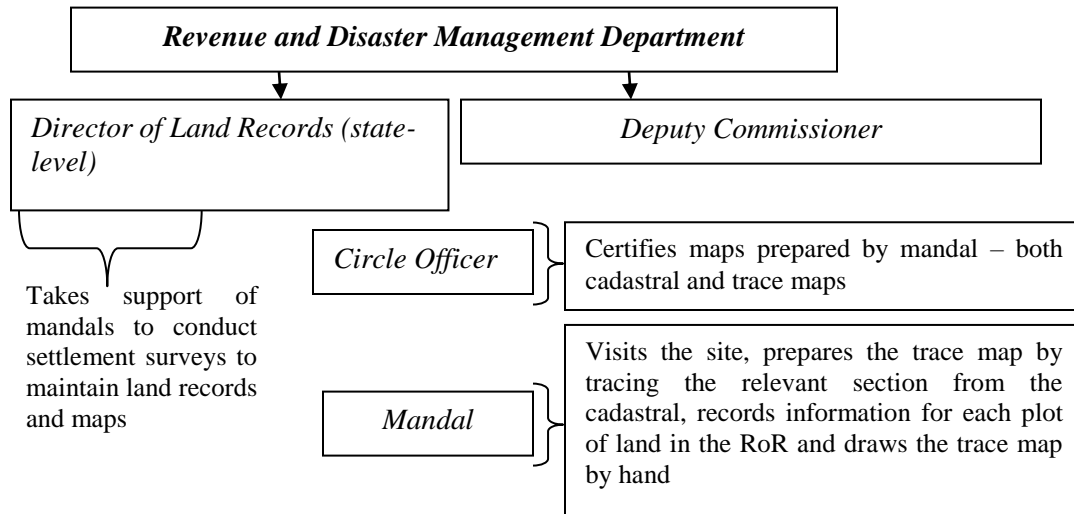 Revenue and Disaster Management Department
Director of Land Records (state-
level)
Deputy Commissioner
Takes support of
mandals to conduct
settlement surveys to
maintain land records
and maps
Circle Officer
Certifies maps prepared by mandal – both
cadastral and trace maps
Mandal
Visits the site, prepares the trace map by
tracing the relevant section from the
cadastral, records information for each plot
of land in the RoR and draws the trace map
by hand